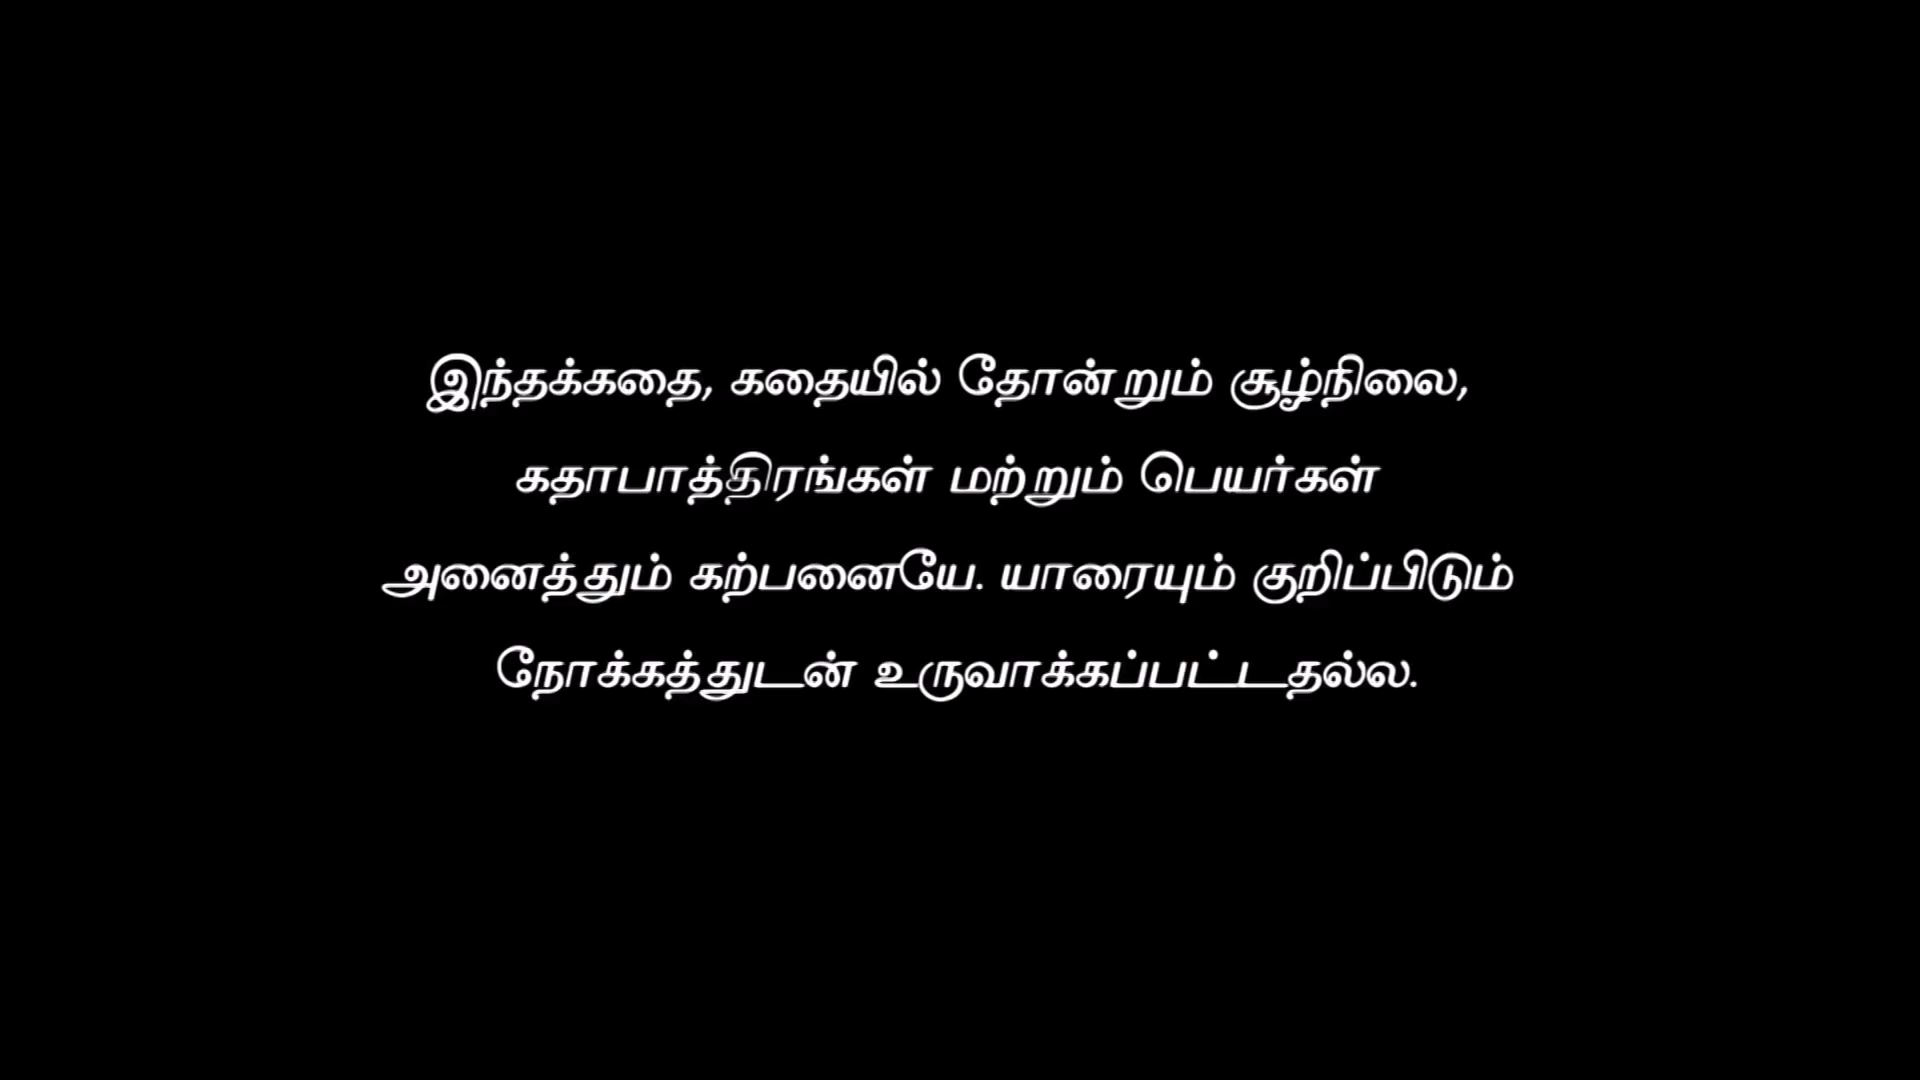 இந்தக்கதை, கதையில் தோன்றும் சூழ்நிலை,
கதாபாத்திரங்கள் மற்றும் பெயர்கள்
அனைத்தும் கற்பனையே. யாரையும் குறிப்பிடும்
நோக்கத்துடன் உருவாக்கப்பட்டதல்ல.